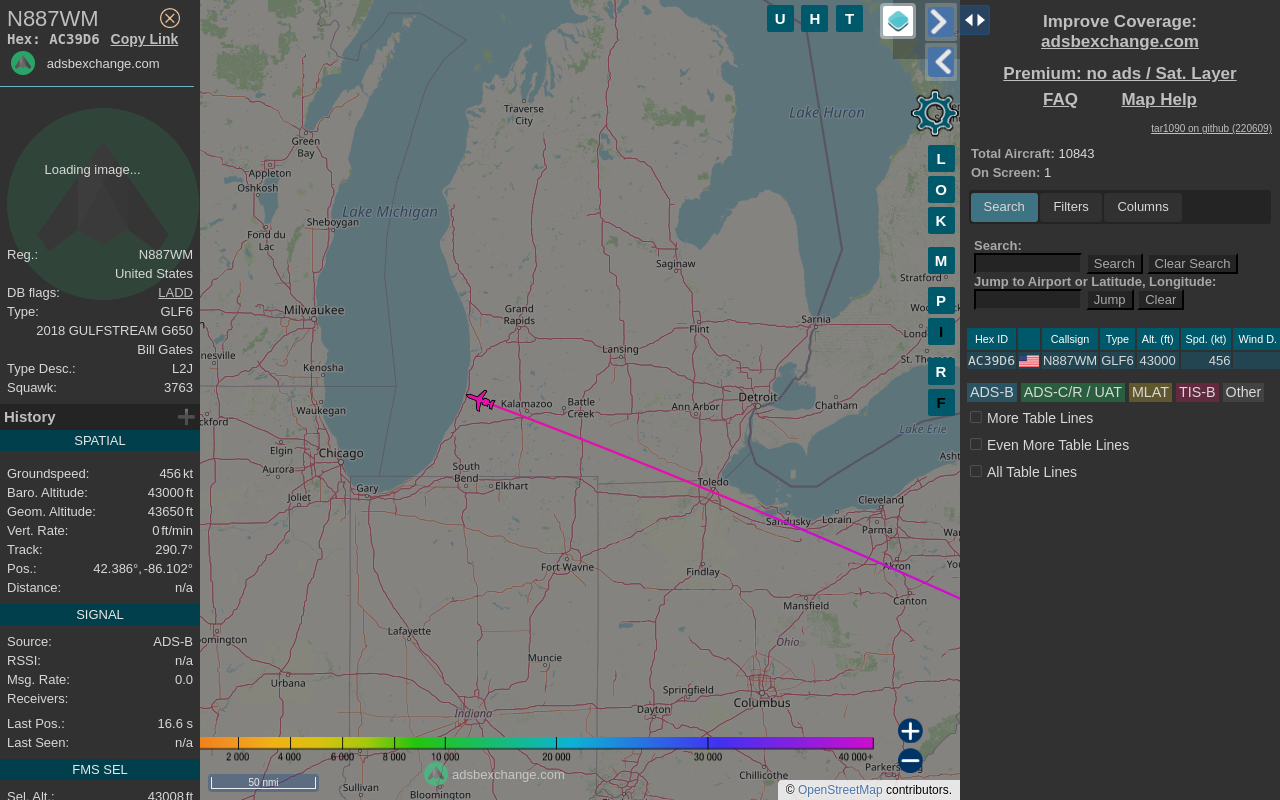 N887WM
Hex: AC39D6 Copy Link
adsbexchange.com
Loading image...
Reg.: N887WM
United States
DB flags: LADD
Type: GLF6
2018 GULFSTREAM G650
Bill Gates
Type Desc.: L2J
Squawk: 3763
History
SPATIAL
Groundspeed: 456 kt
Baro. Altitude: 43000 ft
Geom. Altitude: 43650 ft
Vert. Rate: 0 ft/min
Track: 290.7°
Pos.: 42.386°, -86.102°
Distance: n/a
SIGNAL
Source: ADS-B
RSSI: n/a
Msg. Rate: 0.0
Receivers:
Last Pos.: 16.6 s
Last Seen: n/a
FMS SEL
Sel. Alt.: 43008 ft
U H T
L
O
K
M
P
I
R
F
Lake Huron
Traverse
City
Green
Bay
Appleton
Oshkosh
Lake Michigan
Sheboygan
Fond du
Lac
Saginaw
Stratford
Milwaukee
Grand
Rapids
Flint
Sarnia
nesville
Lansing
St. Thomas
Kenosha
Waukegan
ckford
Kalamazoo
Battle
Creek
Ann Arbor
Detroit
Chatham
Lake Erie
Elgin
Chicago
Aurora
Joliet
Gary
South
Bend
Elkhart
Toledo
Sandusky
Lorain
Cleveland
Parma
Akron
Canton
Fort Wayne
Findlay
Mansfield
Ohio
Lafayette
omington
Muncie
Urbana
Springfield
Dayton
Columbus
Indiana
2 000 4 000 6 000 8 000 10 000 20 000 30 000 40 000+
50 nmi
adsbexchange.com
Sullivan
Bloomington
Chillicothe
Parkers
© OpenStreetMap contributors.
Improve Coverage:
adsbexchange.com
Premium: no ads / Sat. Layer
FAQ Map Help
tar1090 on github (220609)
Total Aircraft: 10843
On Screen: 1
Search Filters Columns
Search:
Search Clear Search
Jump to Airport or Latitude, Longitude:
Jump Clear
Hex ID Callsign Type Alt. (ft) Spd. (kt) Wind D.
AC39D6 N887WM GLF6 43000 456
ADS-B ADS-C/R / UAT MLAT TIS-B Other
More Table Lines
Even More Table Lines
All Table Lines